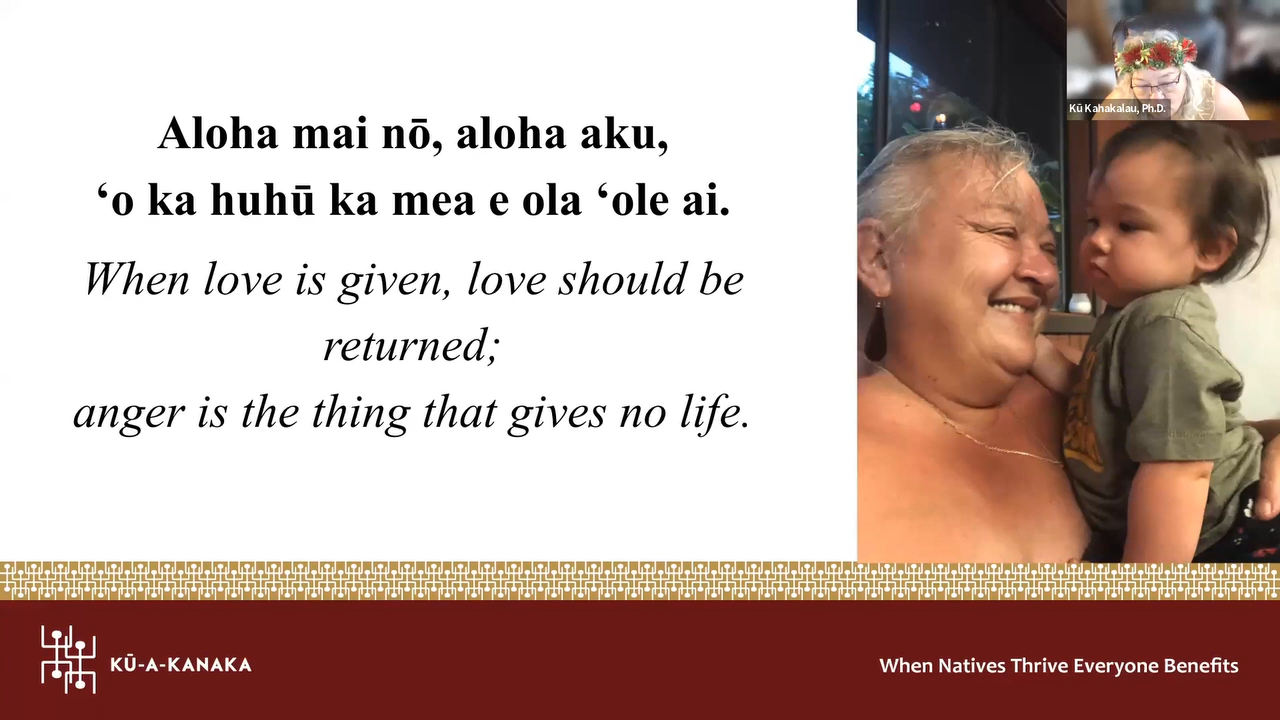 Aloha mai nō, aloha aku,
‘o ka huhū ka mea e ola ‘ole ai.
When love is given, love should be
returned;
anger is the thing that gives no life.
Kū Kahakalau, Ph.D.
KŪ-A-KANAKA
When Natives Thrive Everyone Benefits